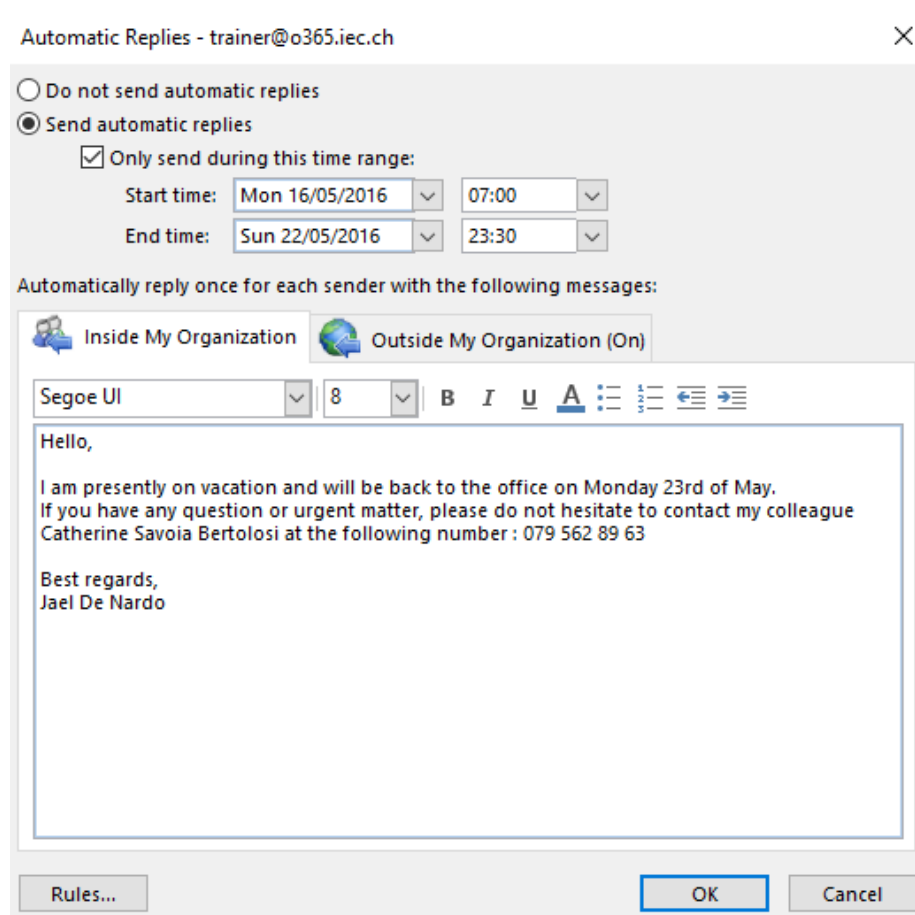 Automatic Replies - trainer@o365.iec.ch
Do not send automatic replies
Send automatic replies
Only send during this time range:
Start time: Mon 16/05/2016 07:00
End time: Sun 22/05/2016 23:30
Automatically reply once for each sender with the following messages:
Inside My Organization Outside My Organization (On)
Segoe UI 8 B I U A
Hello,
I am presently on vacation and will be back to the office on Monday 23rd of May.
If you have any question or urgent matter, please do not hesitate to contact my colleague
Catherine Savoia Bertolosi at the following number : 079 562 89 63
Best regards,
Jael De Nardo
Rules... OK Cancel